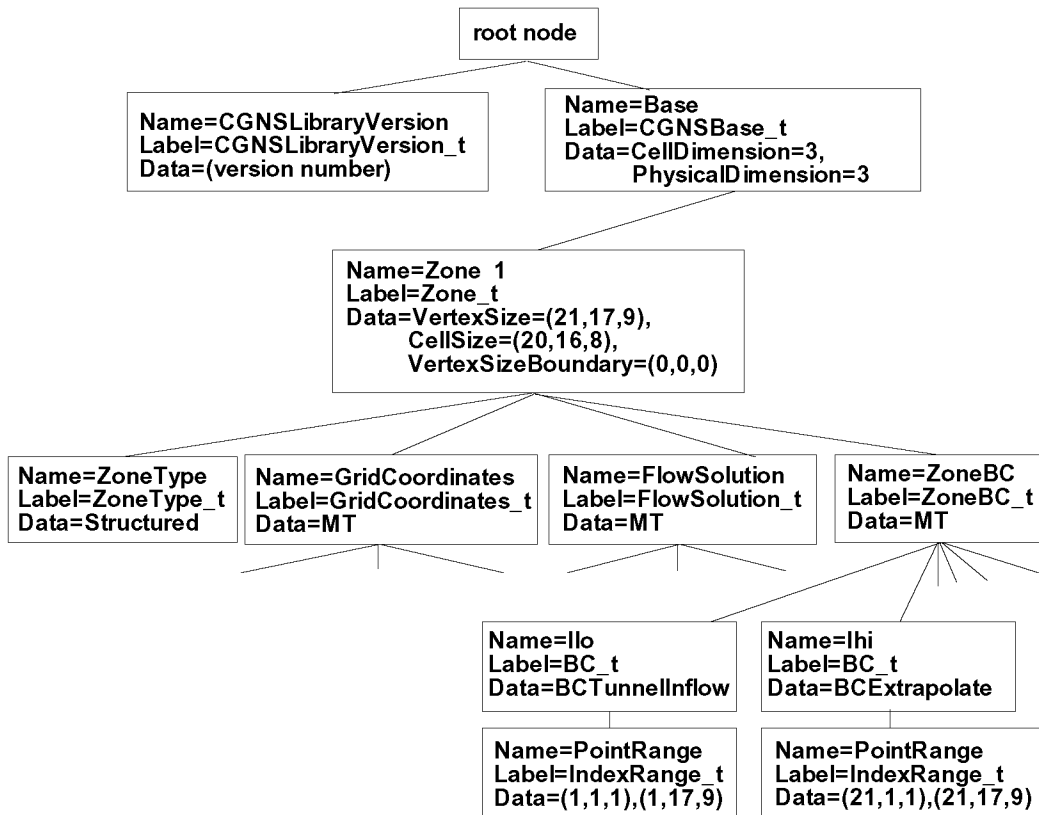 root node
Name=CGNSLibraryVersion
Label=CGNSLibraryVersion_t
Data=(version number)
Name=Base
Label=CGNSBase_t
Data=CellDimension=3,
PhysicalDimension=3
Name=Zone 1
Label=Zone_t
Data=VertexSize=(21,17,9),
CellSize=(20,16,8),
VertexSizeBoundary=(0,0,0)
Name=ZoneType
Label=ZoneType_t
Data=Structured
Name=GridCoordinates
Label=GridCoordinates_t
Data=MT
Name=FlowSolution
Label=FlowSolution_t
Data=MT
Name=ZoneBC
Label=ZoneBC_t
Data=MT
Name=Ilo
Label=BC_t
Data=BCTunnelInflow
Name=Ihi
Label=BC_t
Data=BCExtrapolate
Name=PointRange
Label=IndexRange_t
Data=(1,1,1),(1,17,9)
Name=PointRange
Label=IndexRange_t
Data=(21,1,1),(21,17,9)